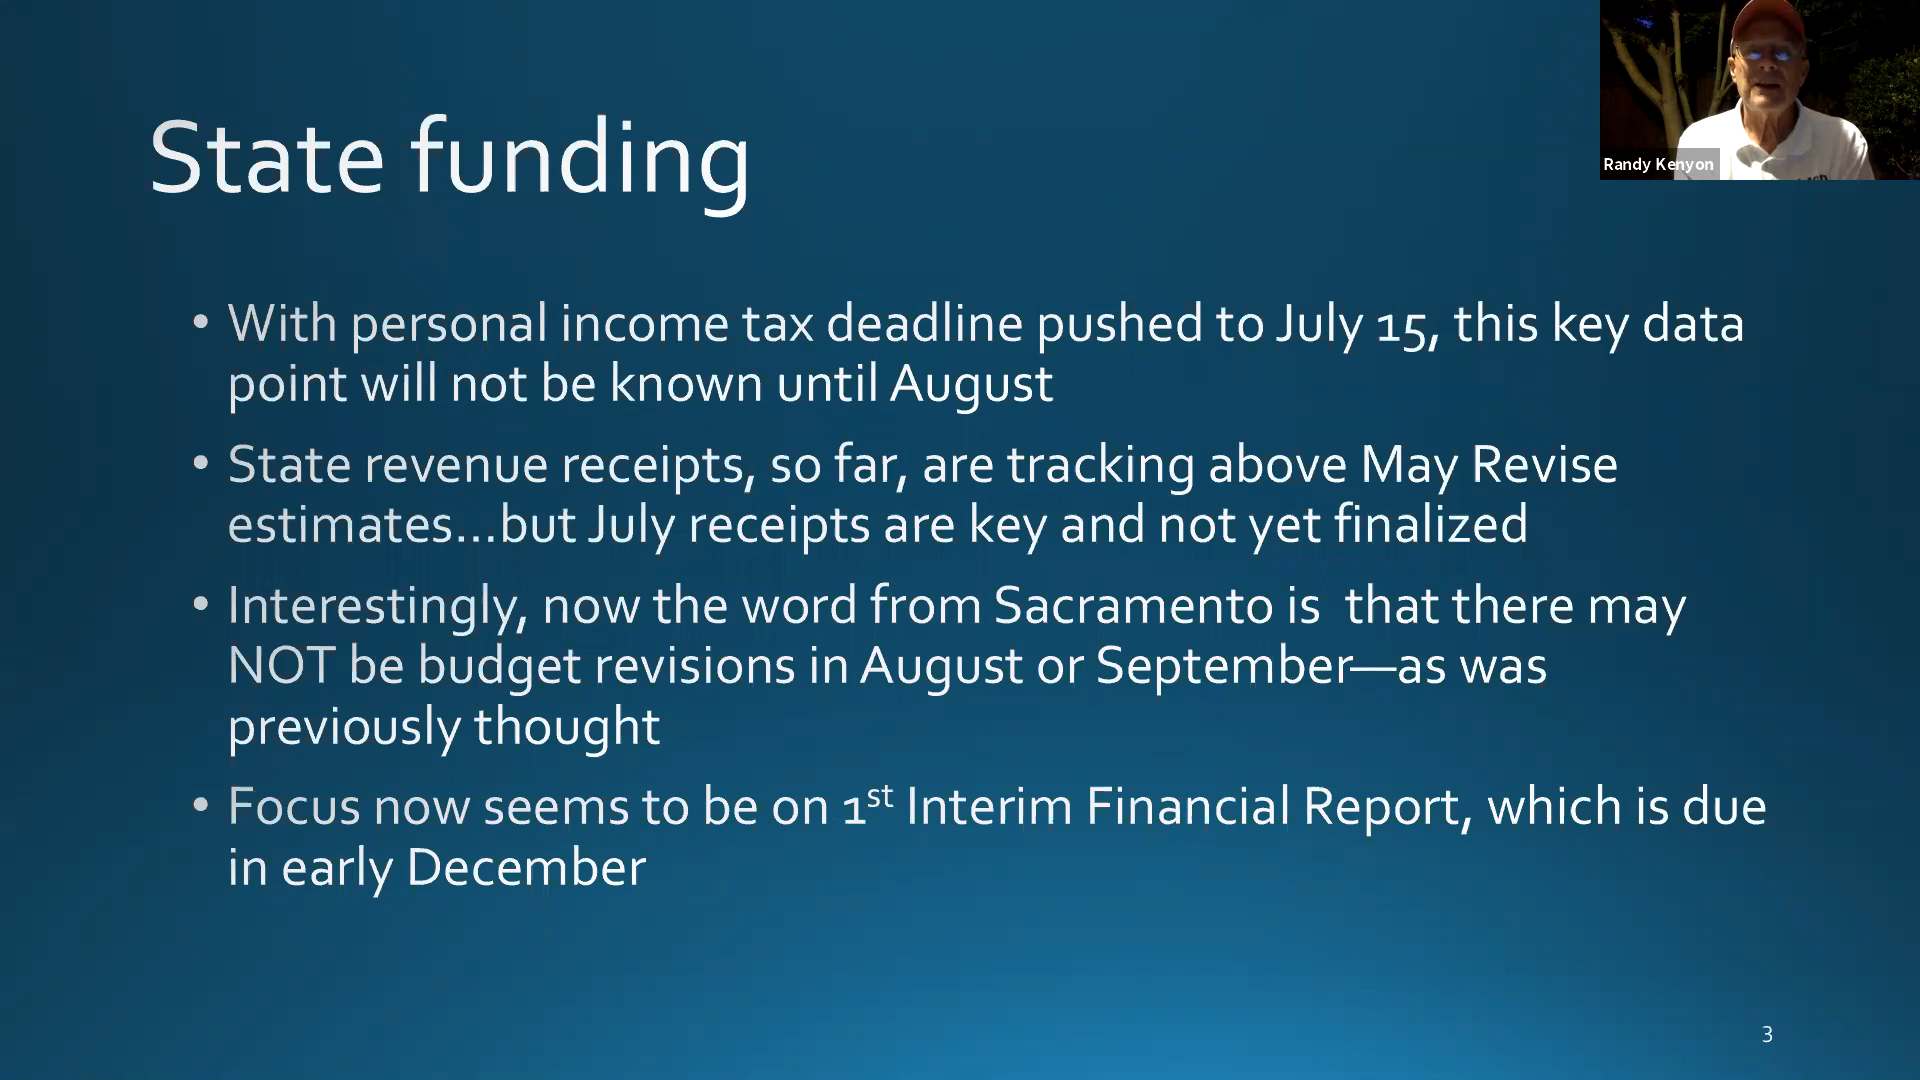 State funding
Randy Kenyon
• With personal income tax deadline pushed to July 15, this key data
point will not be known until August
• State revenue receipts, so far, are tracking above May Revise
estimates...but July receipts are key and not yet finalized
• Interestingly, now the word from Sacramento is  that there may
NOT be budget revisions in August or September—as was
previously thought
• Focus now seems to be on 1st Interim Financial Report, which is due
in early December
3